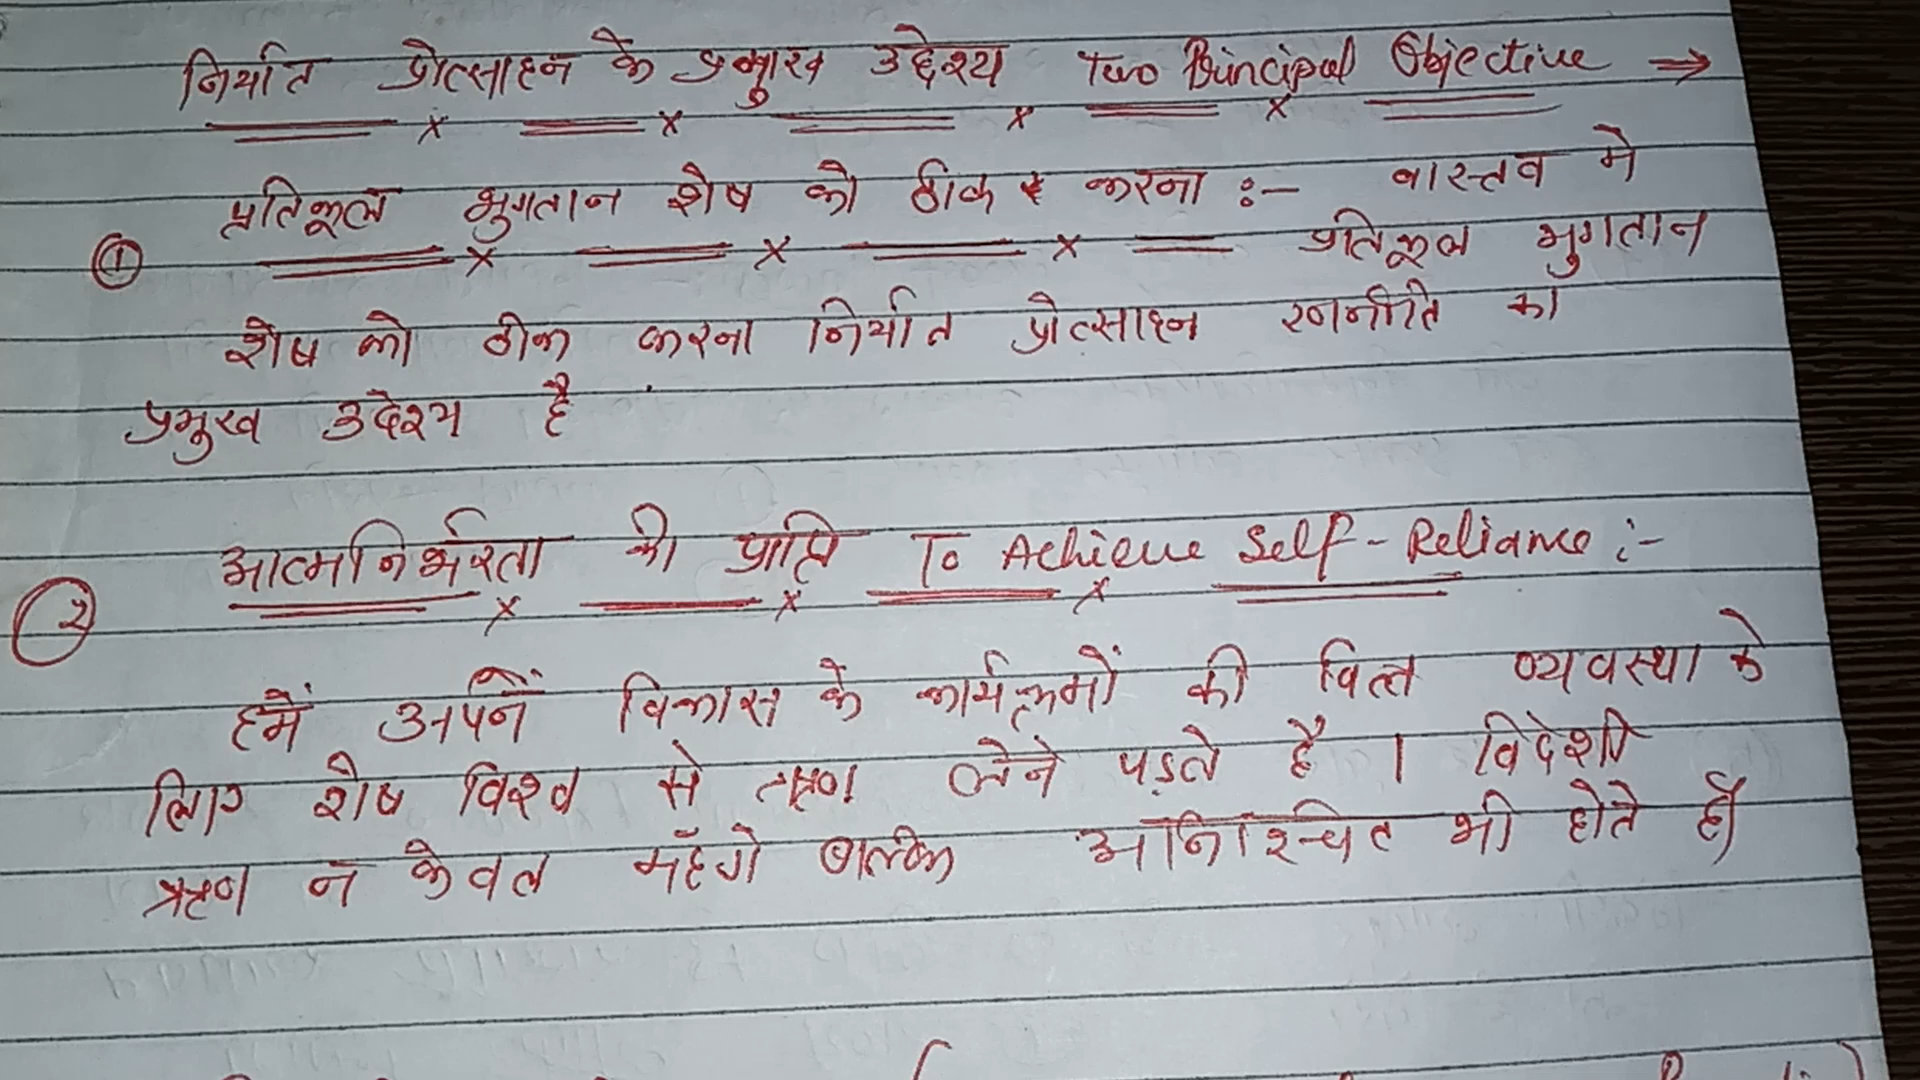 निर्यात प्रोत्साहन के प्रमुख उद्देश्य Two Principal Objective →
① प्रतिकूल भुगतान शेष को ठीक करना :- वास्तव मे
प्रतिकूल भुगतान
शेष को ठीक करना निर्यात प्रोत्साहन रणनीति का
प्रमुख उदेश्य है
② आत्मनिर्भरता की प्राप्ति To Achieve Self-Reliance :-
हमें अपनें विकास के कार्यक्रमों की वित्त व्यवस्था के
लिए शेष विश्व से ऋण लेने पड़ते है । विदेशी
ऋण न केवल महँगे बल्कि अनिश्चित भी होते हैं